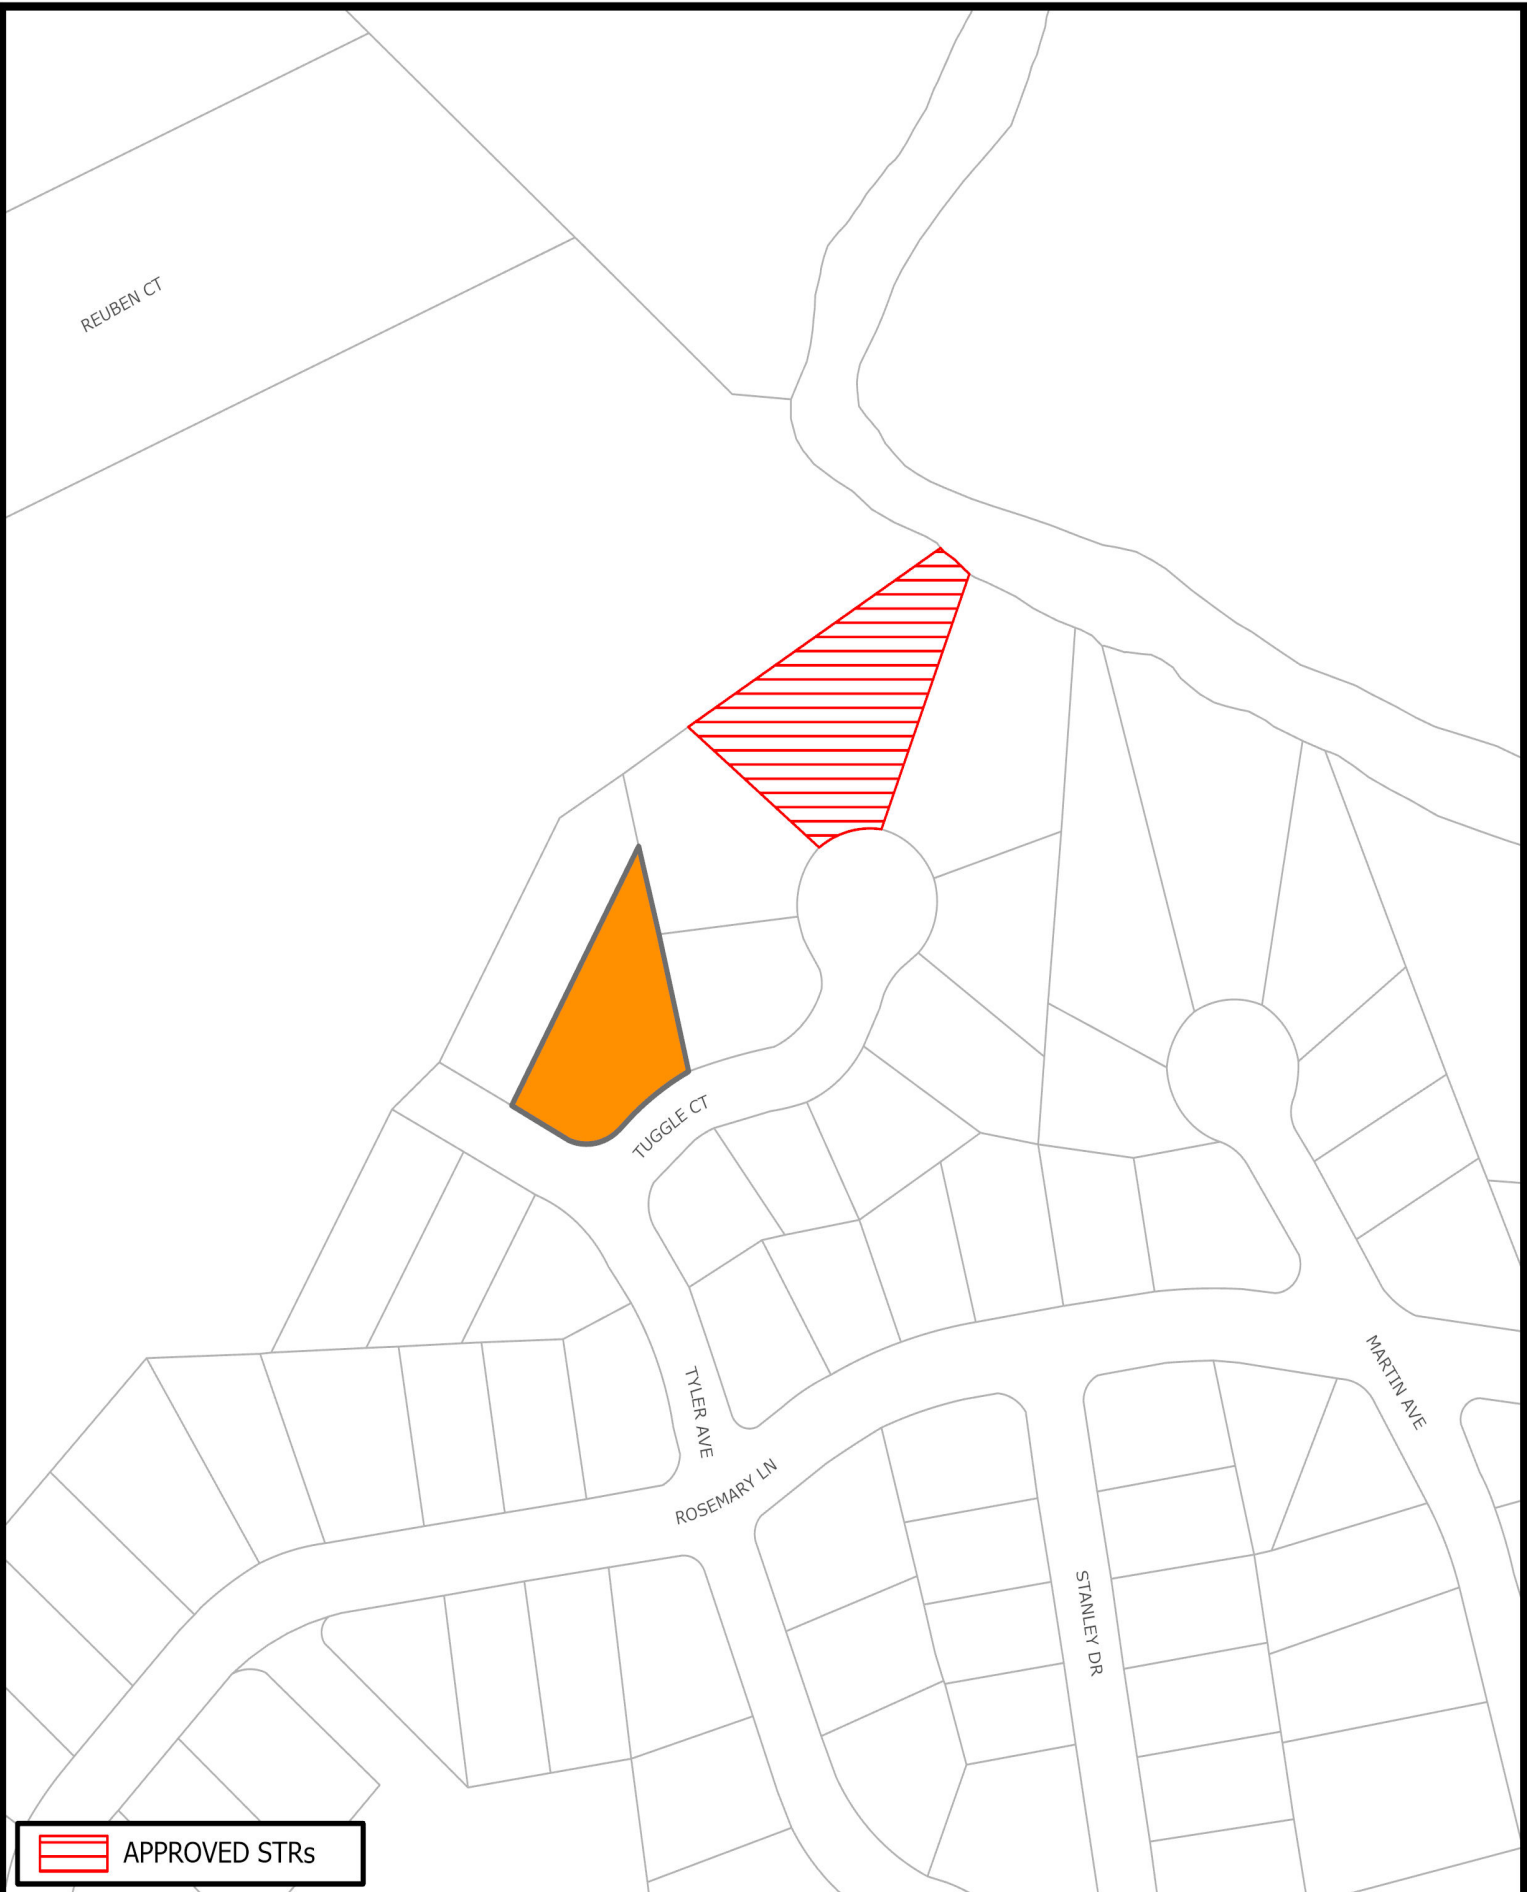 REUBEN CT
TUGGLE CT
TYLER AVE
MARTIN AVE
ROSEMARY LN
STANLEY DR
APPROVED STRs